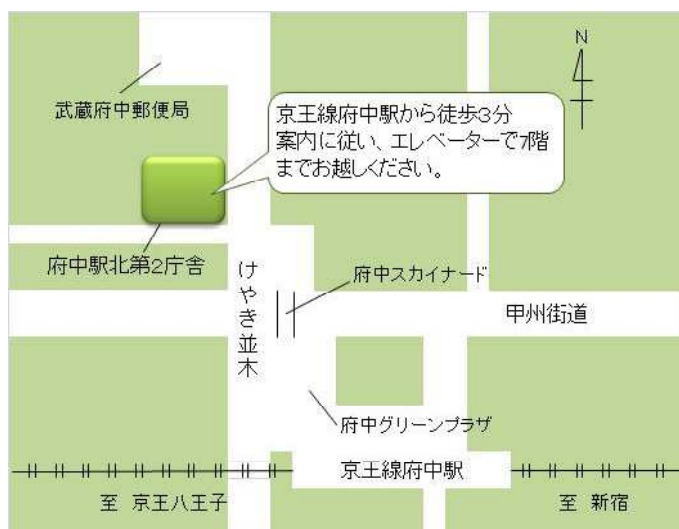 N
武蔵府中郵便局
京王線府中駅から徒歩3分
案内に従い、エレベーターで7階
までお越しください。
府中駅北第2庁舎
けやき並木
府中スカイナード
甲州街道
府中グリーンプラザ
京王線府中駅
至 京王八王子
至 新宿